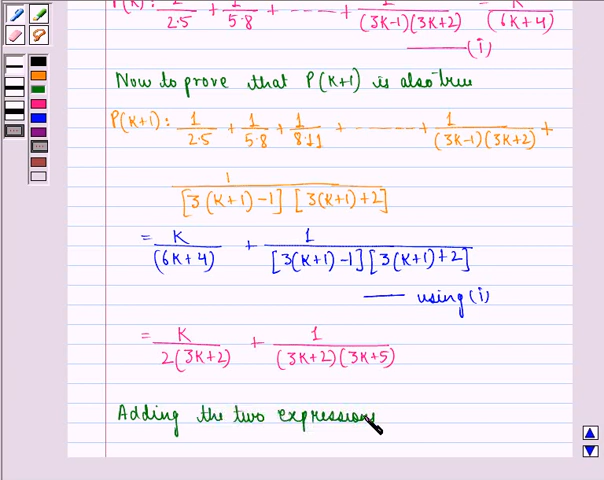 P(k): 1/2·5 + 1/5·8 + ------ + 1/(3k-1)(3k+2) = k/(6k+4)
——— (i)
Now to prove that P(k+1) is also true
P(k+1): 1/2·5 + 1/5·8 + 1/8·11 + ------ + 1/(3k-1)(3k+2) +
1/[3(k+1)-1] [3(k+1)+2]
= k/(6k+4) + 1/[3(k+1)-1][3(k+1)+2]
—— using (i)
= k/2(3k+2) + 1/(3k+2)(3k+5)
Adding the two expressions